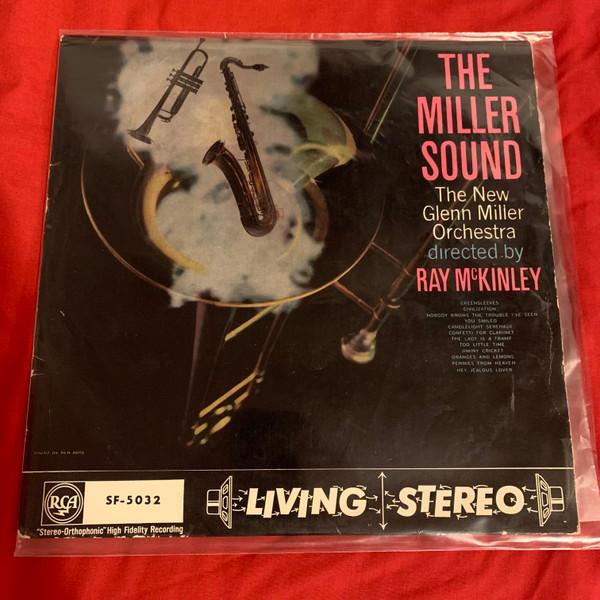 THE
MILLER
SOUND
The New
Glenn Miller
Orchestra
directed by
RAY McKINLEY
GREENSLEEVES
CIVILIZATION
NOBODY KNOWS THE TROUBLE I'VE SEEN
YOU SMILED
CANDLELIGHT SERENADE
CONFETTI FOR CLARINET
THE LADY IS A TRAMP
TOO LITTLE TIME
JIMINY CRICKET
ORANGES AND LEMONS
PENNIES FROM HEAVEN
HEY JEALOUS LOVER
RCA
SF-5032
LIVING STEREO
"Stereo-Orthophonic" High Fidelity Recording